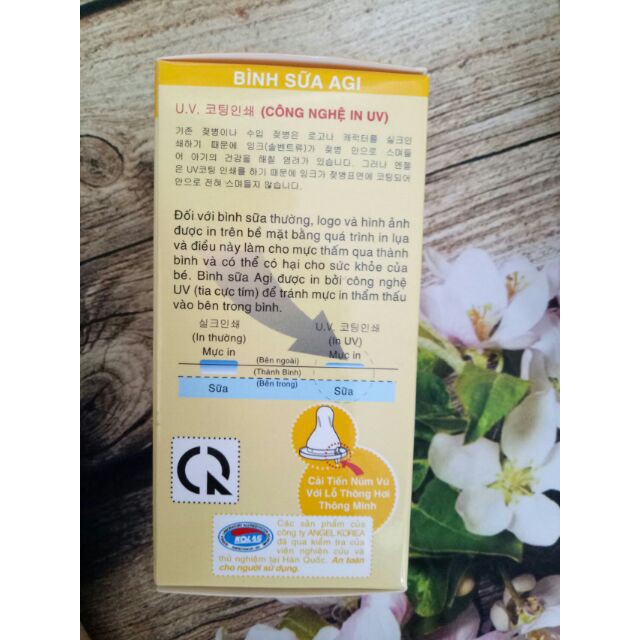 BÌNH SỮA AGI
U.V. 코팅인쇄 (CÔNG NGHỆ IN UV)
기존 젖병이나 수입 젖병은 로고나 캐릭터를 실크인
쇄하기 때문에 잉크(솔벤트류)가 젖병 안으로 스며들
어 아기의 건강을 해칠 염려가 있습니다. 그러나 엔젤
은 UV코팅 인쇄를 하기 때문에 잉크가 젖병표면에 코팅되어
안으로 전혀 스며들지 않습니다.
Đối với bình sữa thường, logo và hình ảnh
được in trên bề mặt bằng quá trình in lụa
và điều này làm cho mực thấm qua thành
bình và có thể có hại cho sức khỏe của
bé. Bình sữa Agi được in bởi công nghệ
UV (tia cực tím) để tránh mực in thẩm thấu
vào bên trong bình.
실크인쇄 U.V. 코팅인쇄
(In thường) (In UV)
Mực in Mực in
(Bên ngoài)
(Thành Bình)
Sữa (Bên trong) Sữa
Cải Tiến Núm Vú
Với Lỗ Thông Hơi
Thông Minh
KOLAS
Các sản phẩm của
công ty ANGEL KOREA
đã qua kiểm tra của
viện nghiên cứu và
thử nghiệm tại Hàn Quốc. An toàn
cho người sử dụng.